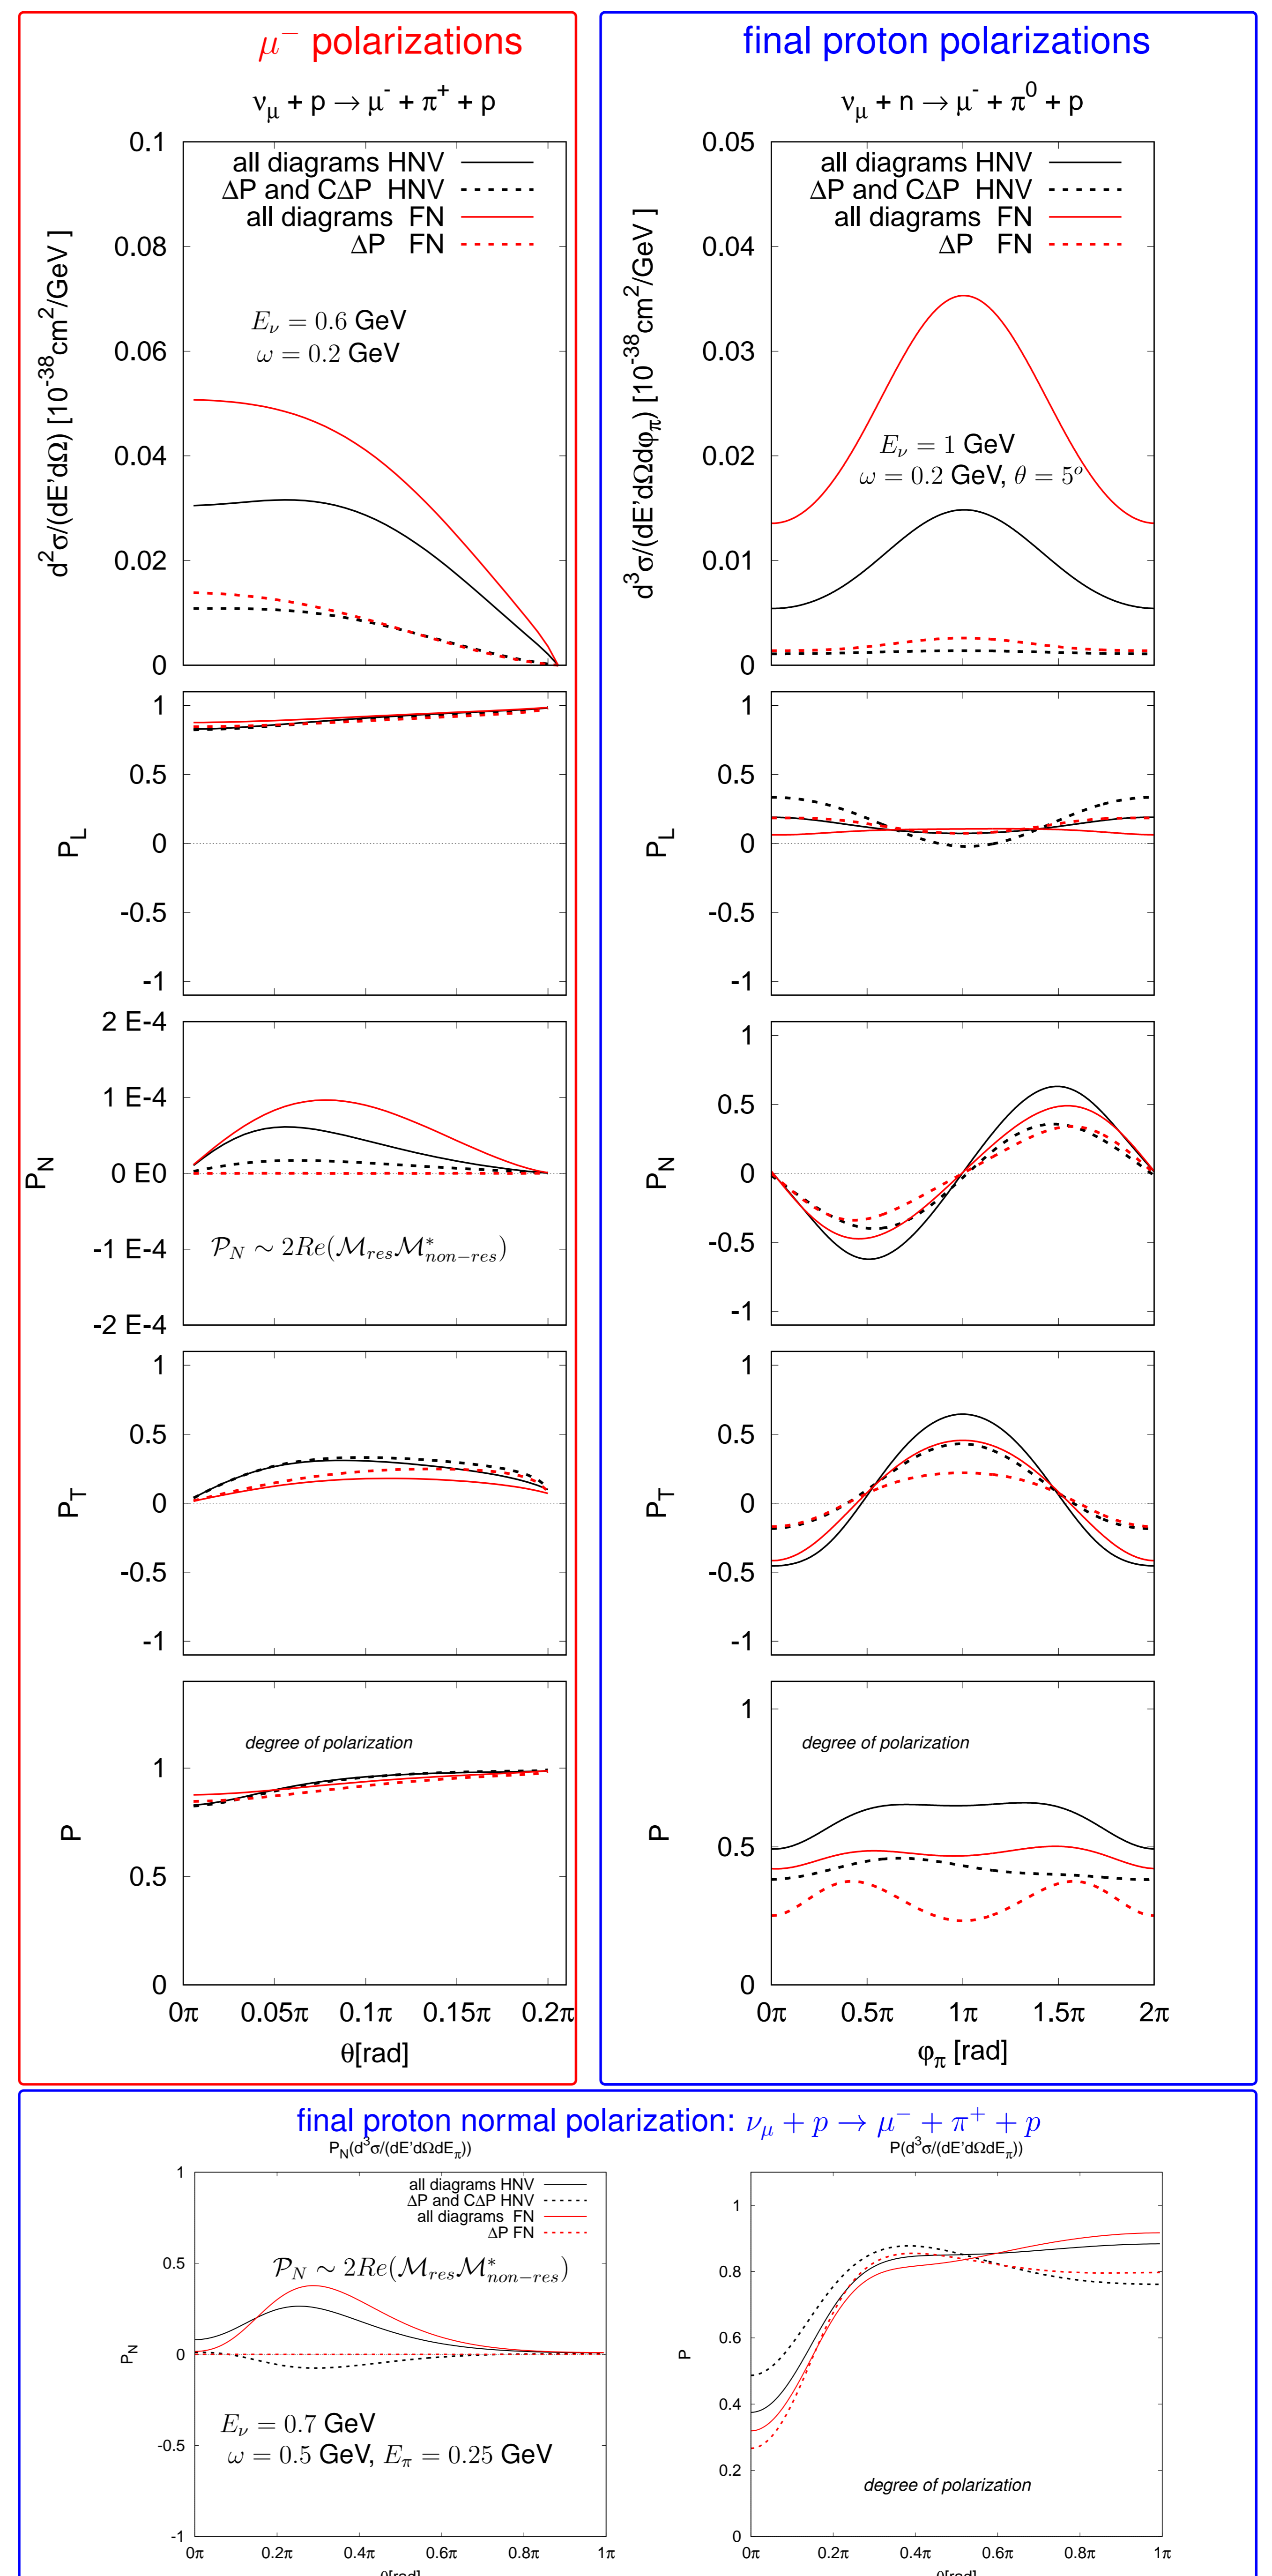 μ⁻ polarizations
ν_μ + p → μ⁻ + π⁺ + p
0.1
all diagrams HNV
ΔP and CΔP HNV
all diagrams FN
ΔP FN
0.08
E_ν = 0.6 GeV
ω = 0.2 GeV
0.06
0.04
0.02
0
d²σ/(dE'dΩ) [10⁻³⁸cm²/GeV ]
1
0.5
0
-0.5
-1
P_L
2 E-4
1 E-4
0 E0
-1 E-4
-2 E-4
P_N
𝒫_N ∼ 2Re(ℳ_res ℳ*_non−res)
1
0.5
0
-0.5
-1
P_T
degree of polarization
1
0.5
0
P
0π 0.05π 0.1π 0.15π 0.2π
θ[rad]
final proton polarizations
ν_μ + n → μ⁻ + π⁰ + p
0.05
all diagrams HNV
ΔP and CΔP HNV
all diagrams FN
ΔP FN
0.04
0.03
E_ν = 1 GeV
ω = 0.2 GeV, θ = 5ᵒ
0.02
0.01
0
d³σ/(dE'dΩdφ_π) [10⁻³⁸cm²/GeV ]
1
0.5
0
-0.5
-1
P_L
1
0.5
0
-0.5
-1
P_N
1
0.5
0
-0.5
-1
P_T
1
degree of polarization
0.5
0
P
0π 0.5π 1π 1.5π 2π
φ_π [rad]
final proton normal polarization: ν_μ + p → μ⁻ + π⁺ + p
P_N(d³σ/(dE'dΩdE_π))
1
all diagrams HNV
ΔP and CΔP HNV
all diagrams FN
ΔP FN
0.5
𝒫_N ∼ 2Re(ℳ_res ℳ*_non−res)
0
P_N
E_ν = 0.7 GeV
-0.5
ω = 0.5 GeV, E_π = 0.25 GeV
-1
0π 0.2π 0.4π 0.6π 0.8π 1π
θ[rad]
P(d³σ/(dE'dΩdE_π))
1
0.8
0.6
P
0.4
0.2
degree of polarization
0
0π 0.2π 0.4π 0.6π 0.8π 1π
θ[rad]